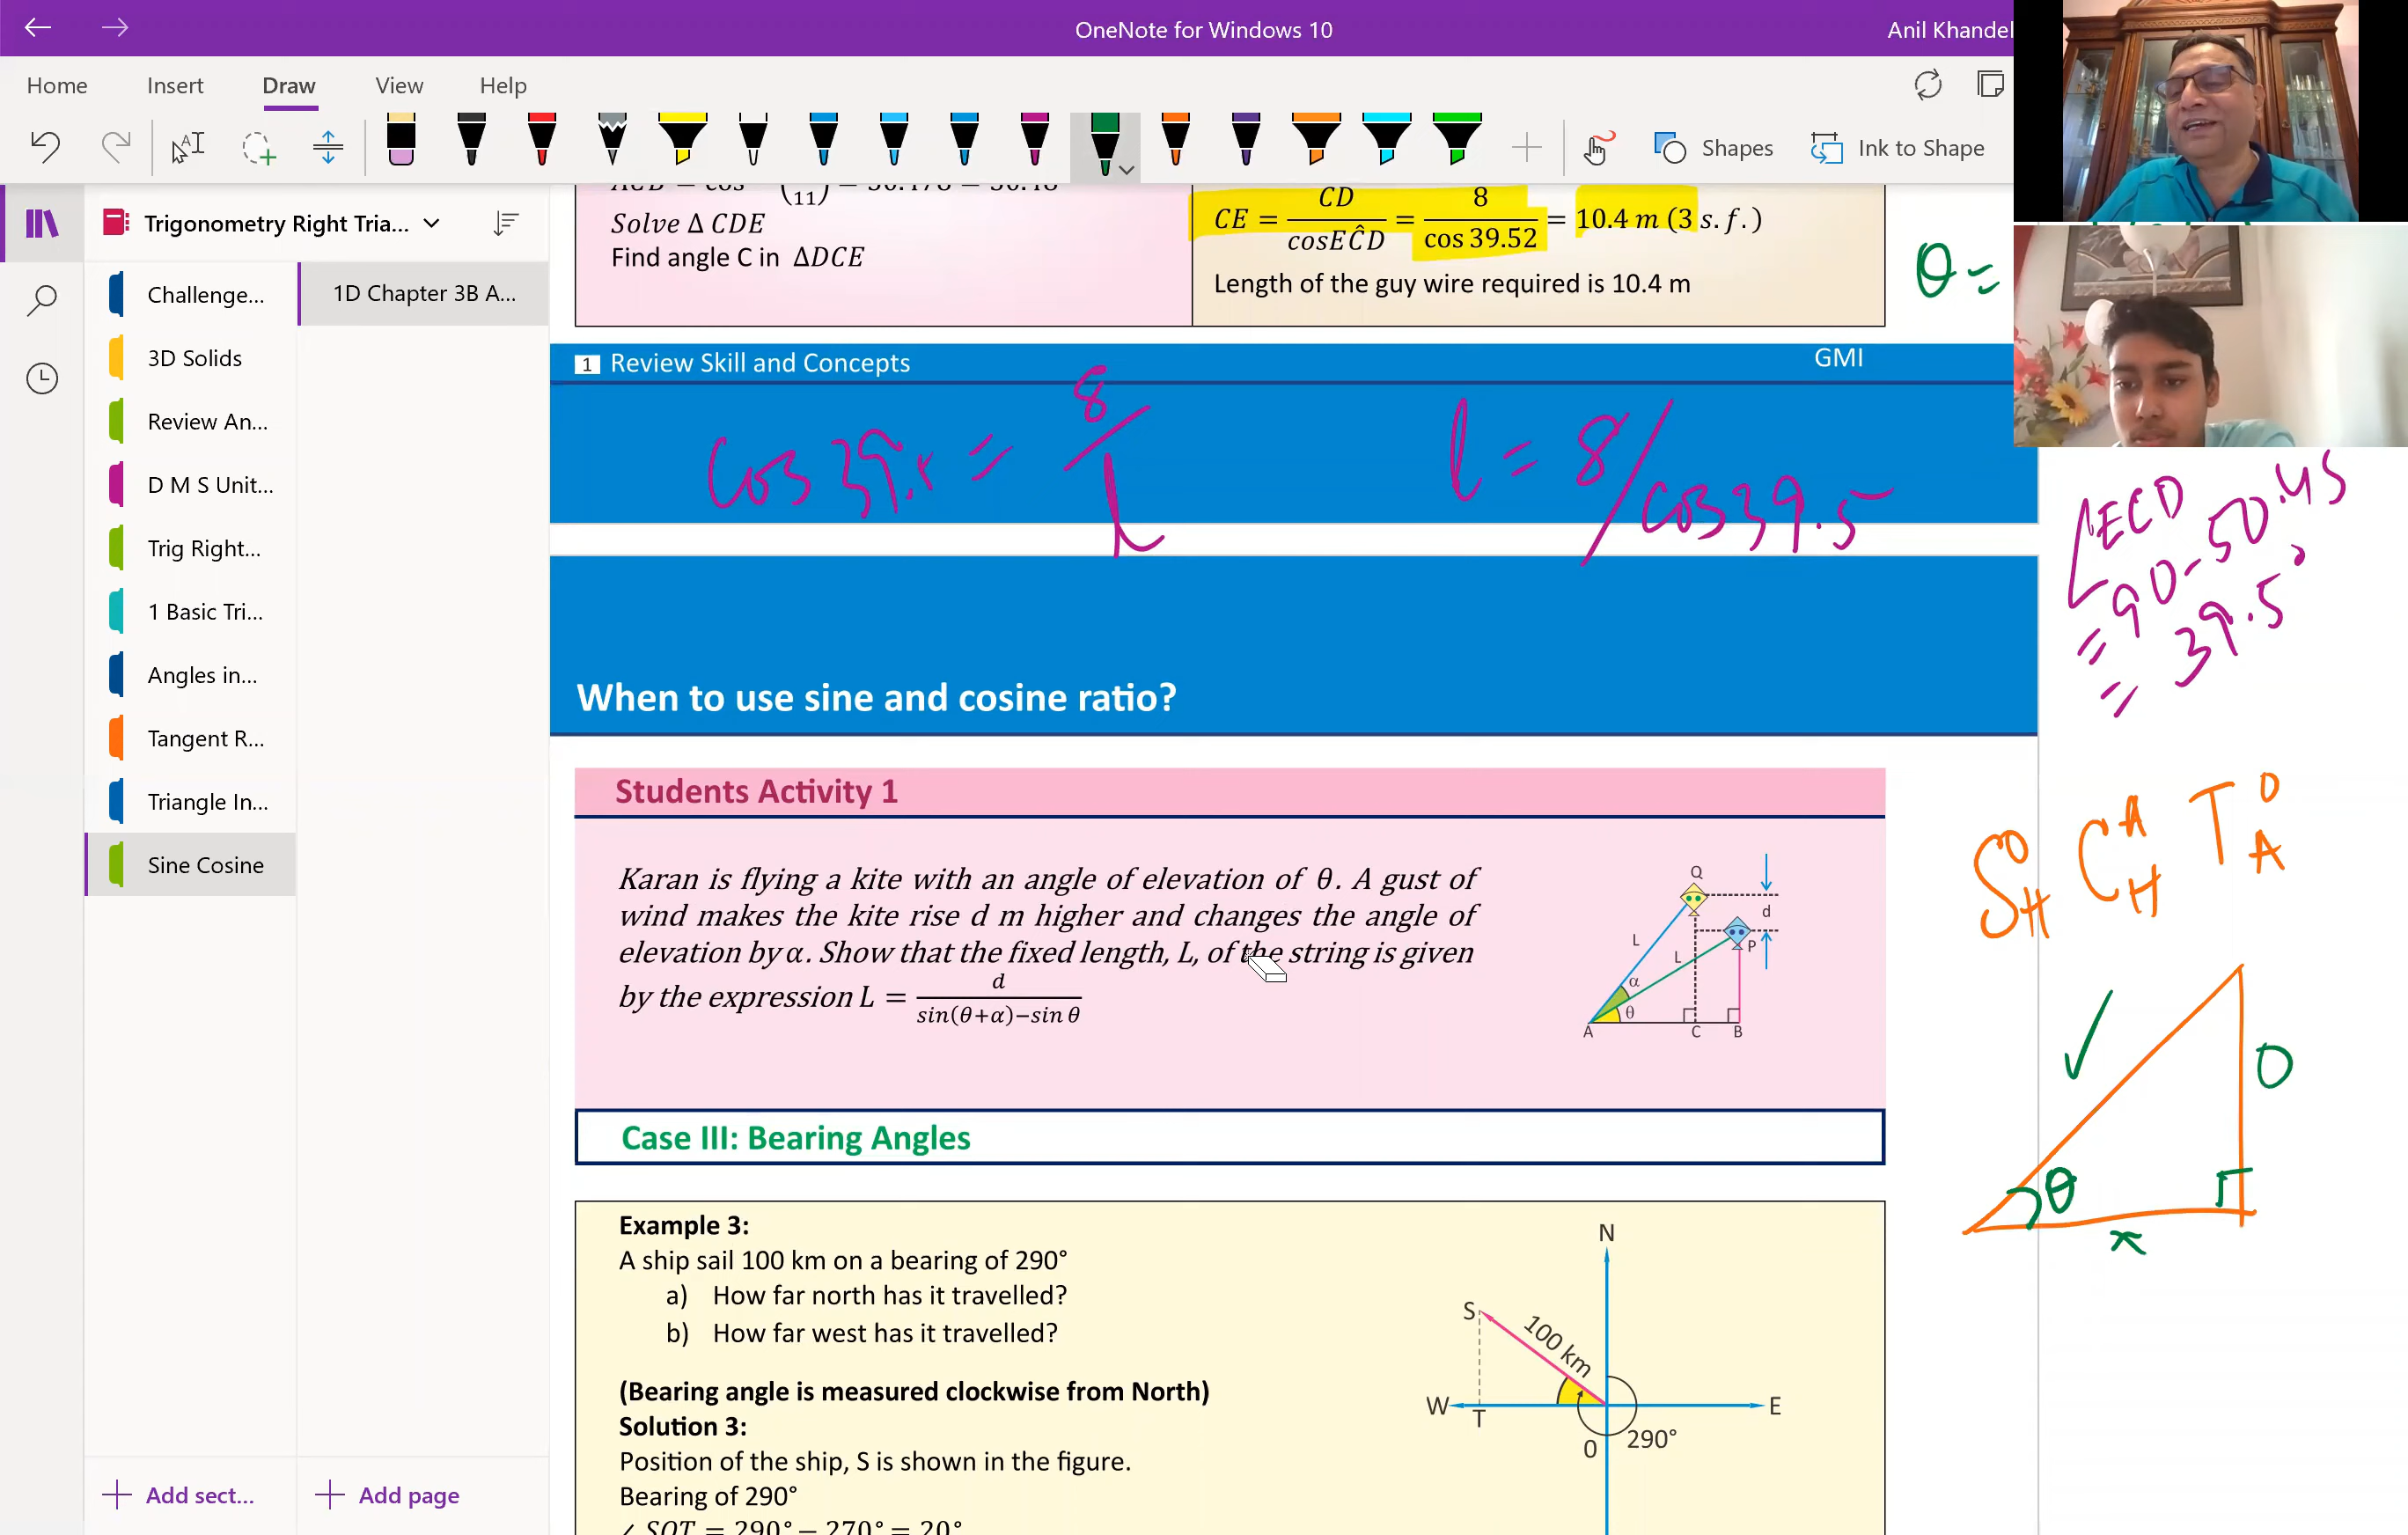 OneNote for Windows 10
Anil Khandel
Home Insert Draw View Help
Shapes
Ink to Shape
Trigonometry Right Tria...
Challenge...
3D Solids
Review An...
D M S Unit...
Trig Right...
1 Basic Tri...
Angles in...
Tangent R...
Triangle In...
Sine Cosine
Add sect...
1D Chapter 3B A...
Add page
Solve Δ CDE
Find angle C in ΔDCE
CE = CD/cosEĈD = 8/cos 39.52 = 10.4 m (3 s.f.)
Length of the guy wire required is 10.4 m
θ=
1 Review Skill and Concepts
GMI
= 8/l
l = 8/cos39.5
∠ECD
= 90-50.45
= 39.5°
When to use sine and cosine ratio?
Students Activity 1
Karan is flying a kite with an angle of elevation of θ. A gust of
wind makes the kite rise d m higher and changes the angle of
elevation by α. Show that the fixed length, L, of the string is given
by the expression L = d/sin(θ+α)−sin θ
Q
d
L
P
L
α
θ
A
C
B
S O H C A H T O A
O
θ
x
Case III: Bearing Angles
Example 3:
A ship sail 100 km on a bearing of 290°
a) How far north has it travelled?
b) How far west has it travelled?
(Bearing angle is measured clockwise from North)
Solution 3:
Position of the ship, S is shown in the figure.
Bearing of 290°
∠ SOT = 290° − 270° = 20°
N
S
100 km
W
T
E
0
290°